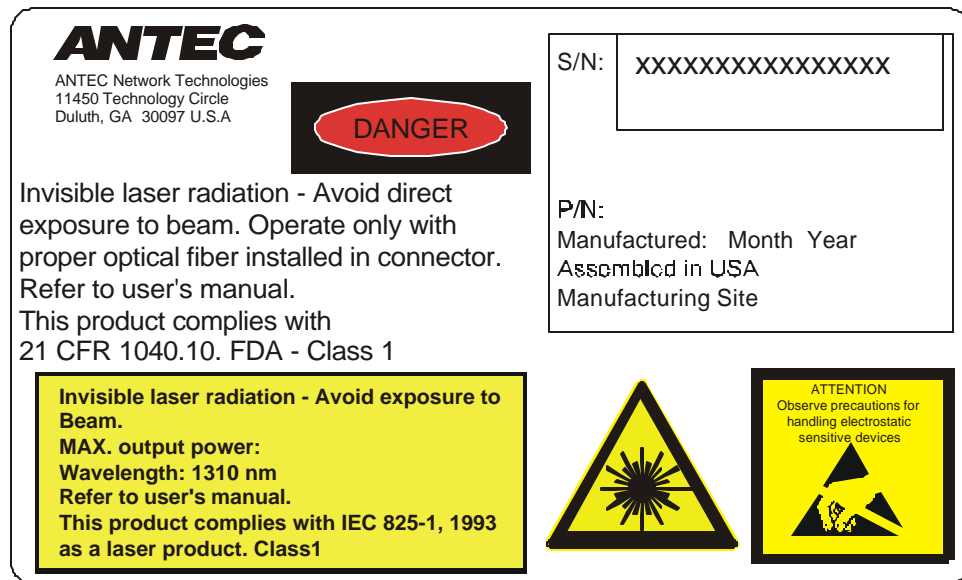 ANTEC
ANTEC Network Technologies
11450 Technology Circle
Duluth, GA 30097 U.S.A
DANGER
Invisible laser radiation - Avoid direct
exposure to beam. Operate only with
proper optical fiber installed in connector.
Refer to user's manual.
This product complies with
21 CFR 1040.10. FDA - Class 1
S/N: XXXXXXXXXXXXXXXX
P/N:
Manufactured: Month Year
Assembled in USA
Manufacturing Site
Invisible laser radiation - Avoid exposure to
Beam.
MAX. output power:
Wavelength: 1310 nm
Refer to user's manual.
This product complies with IEC 825-1, 1993
as a laser product. Class1
ATTENTION
Observe precautions for
handling electrostatic
sensitive devices